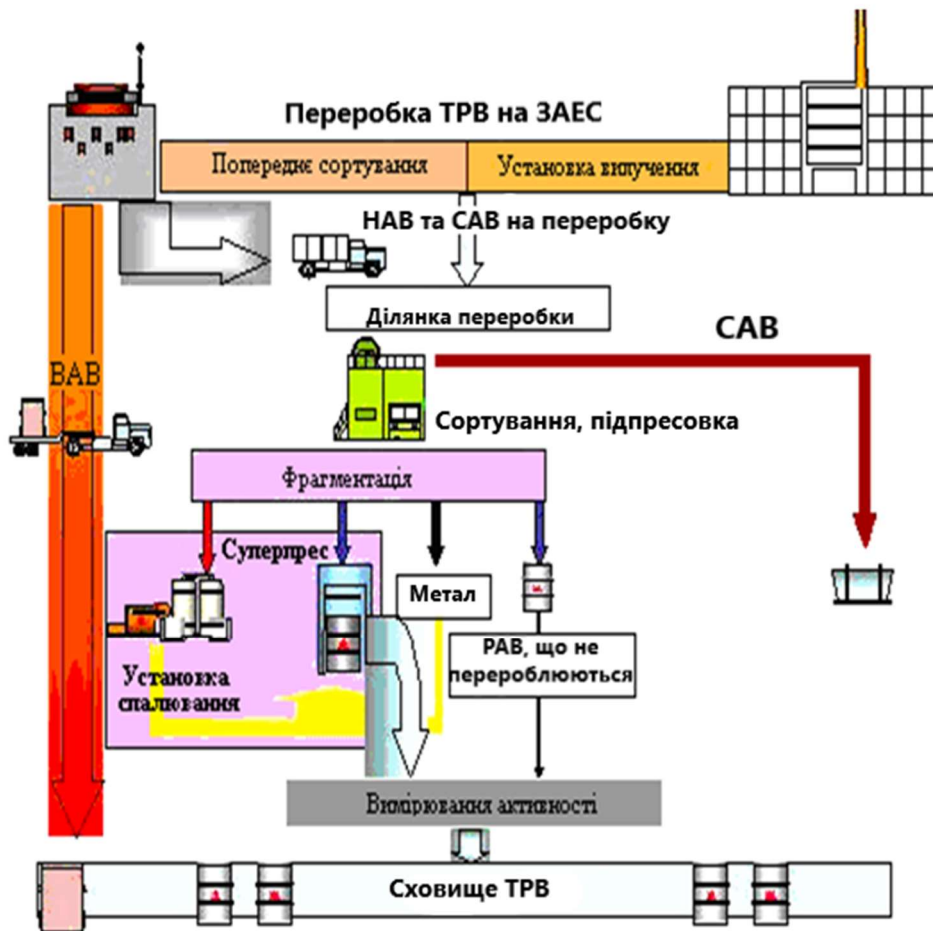 Переробка ТРВ на ЗАЕС
Попереднє сортування
Установка вилучення
НАВ та САВ на переробку
Ділянка переробки
САВ
ВАВ
Сортування, підпресовка
Фрагментація
Суперпрес
Метал
РАВ, що не
перероблюються
Установка
спалювання
Вимірювання активності
Сховище ТРВ